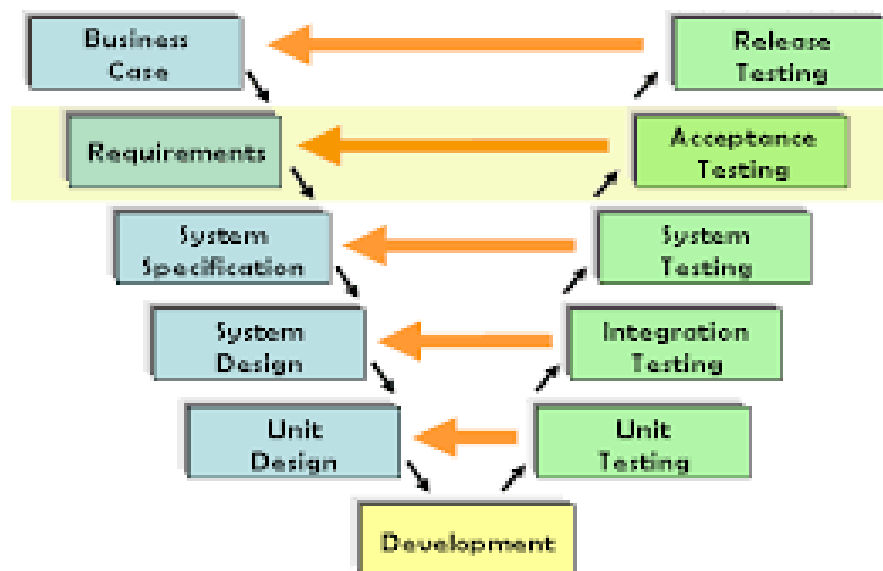 Business
Case
Release
Testing
Requirements
Acceptance
Testing
System
Specification
System
Testing
System
Design
Integration
Testing
Unit
Design
Unit
Testing
Development